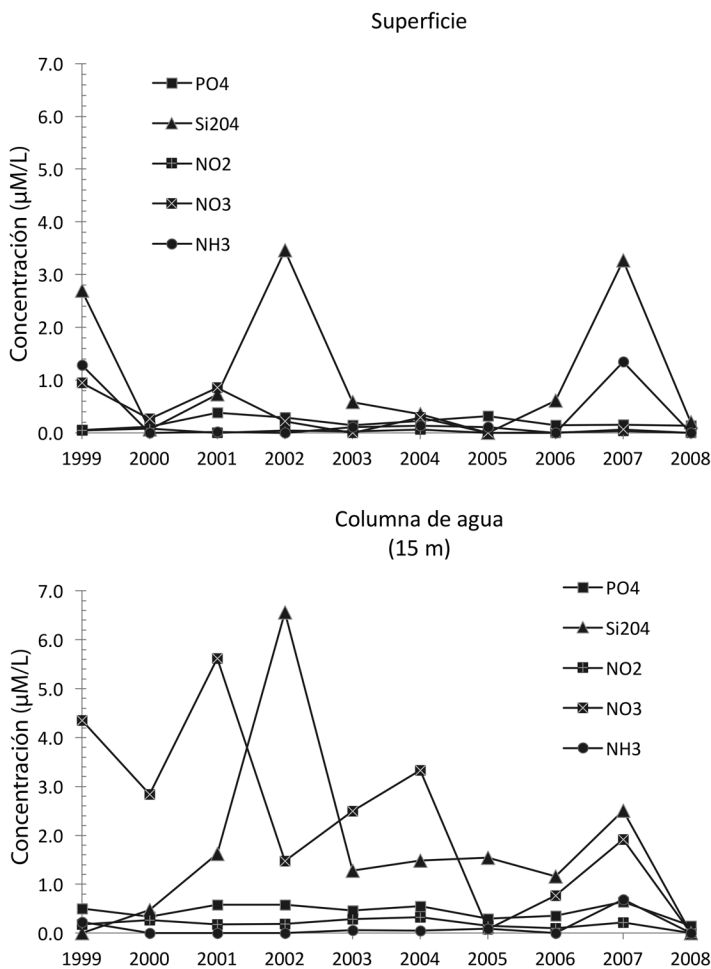 Superficie
Concentración (µM/L)
7.0
6.0
5.0
4.0
3.0
2.0
1.0
0.0
PO4
Si204
NO2
NO3
NH3
1999 2000 2001 2002 2003 2004 2005 2006 2007 2008
Columna de agua
(15 m)
Concentración (µM/L)
7.0
6.0
5.0
4.0
3.0
2.0
1.0
0.0
PO4
Si204
NO2
NO3
NH3
1999 2000 2001 2002 2003 2004 2005 2006 2007 2008